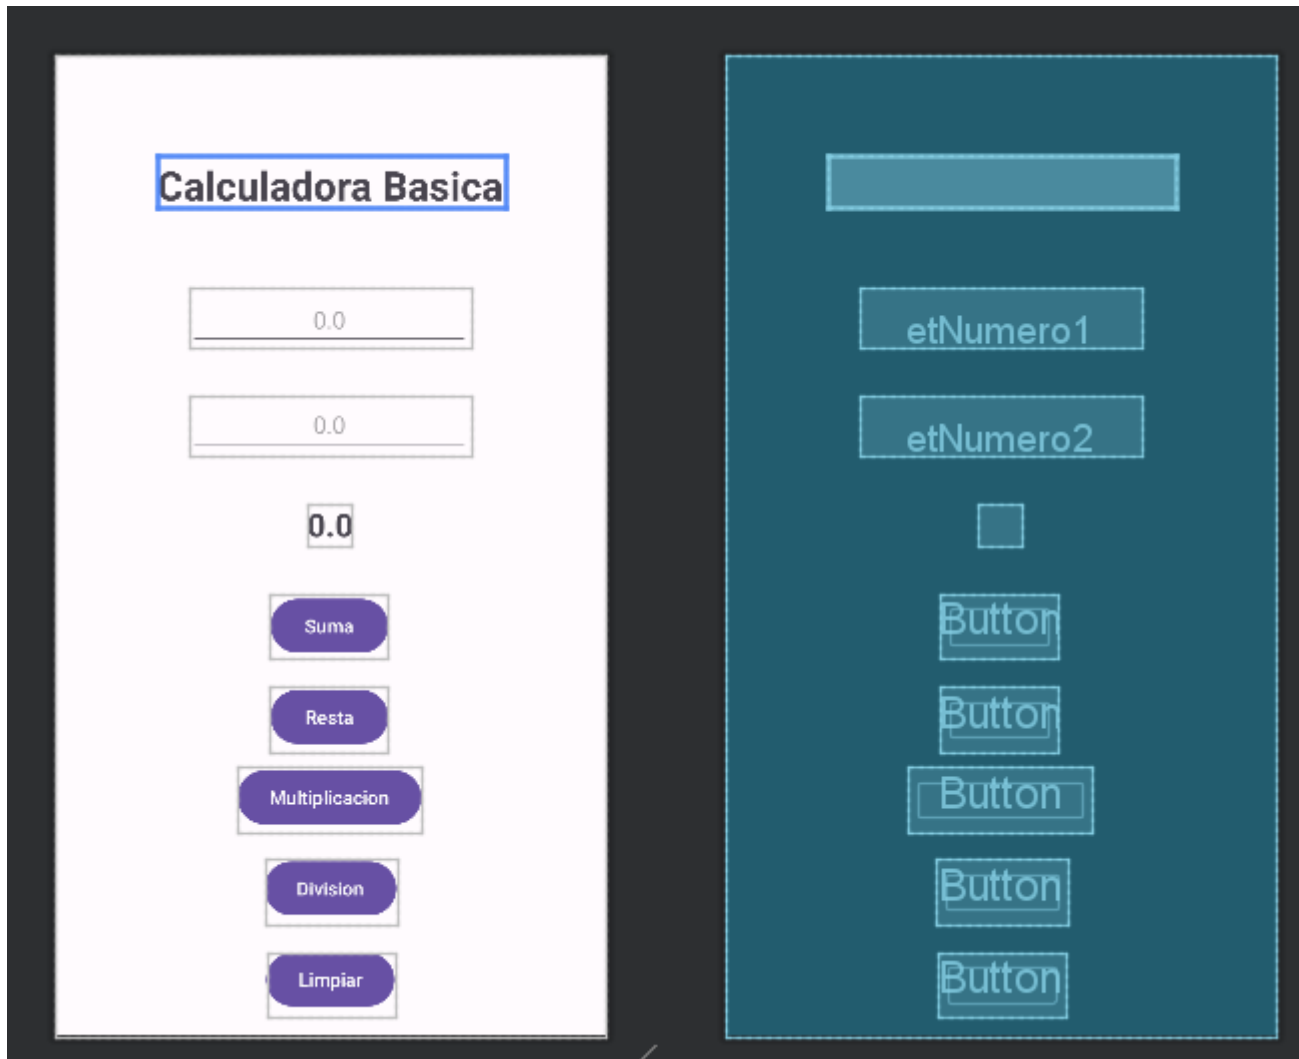 Calculadora Basica
0.0
0.0
0.0
Suma
Resta
Multiplicacion
Division
Limpiar
etNumero1
etNumero2
Button
Button
Button
Button
Button